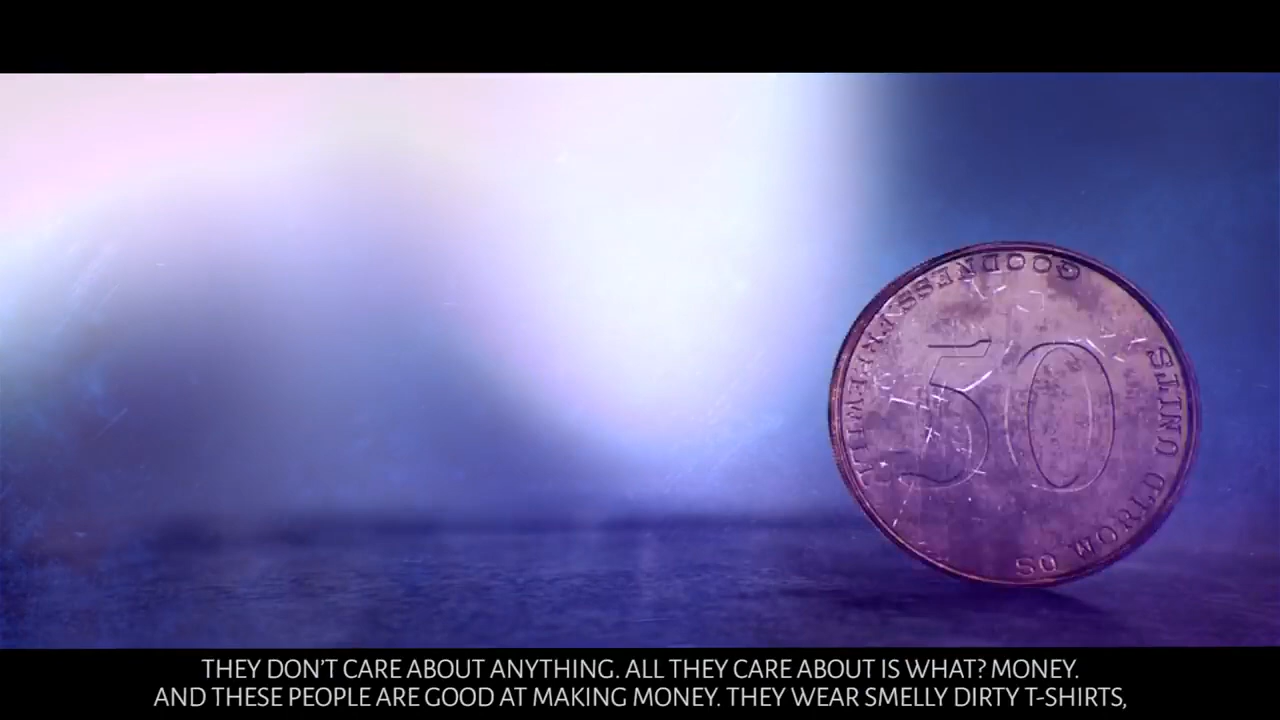 GOODNESS
50
SO WORLD UNITS
THEY DON'T CARE ABOUT ANYTHING. ALL THEY CARE ABOUT IS WHAT? MONEY.
AND THESE PEOPLE ARE GOOD AT MAKING MONEY. THEY WEAR SMELLY DIRTY T-SHIRTS,